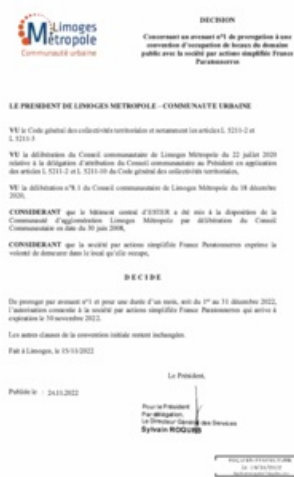 Limoges
Métropole
Communauté urbaine
DECISION
Concernant un avenant n°1 de prorogation à une
convention d'occupation de locaux du domaine
public avec la société par actions simplifiée France
Paratonnerres
LE PRESIDENT DE LIMOGES METROPOLE – COMMUNAUTE URBAINE
VU le Code général des collectivités territoriales et notamment les articles L 5211-2 et
L 5211-3
VU la délibération du Conseil communautaire de Limoges Métropole du 22 juillet 2020
relative à la délégation d'attribution du Conseil communautaire au Président en application
des articles L 5211-2 et L 5211-10 du Code général des collectivités territoriales,
VU la délibération n°8.1 du Conseil communautaire de Limoges Métropole du 18 décembre
2020,
CONSIDERANT que le bâtiment central d'ESTER a été mis à la disposition de la
Communauté d'agglomération Limoges Métropole par délibération du Conseil
Communautaire en date du 30 juin 2008,
CONSIDERANT que la société par actions simplifiée France Paratonnerres exprime la
volonté de demeurer dans le local qu'elle occupe,
DECIDE
De proroger par avenant n°1 et pour une durée d'un mois, soit du 1er au 31 décembre 2022,
l'autorisation consentie à la société par actions simplifiée France Paratonnerres qui arrive à
expiration le 30 novembre 2022.
Les autres clauses de la convention initiale restent inchangées.
Fait à Limoges, le 15/10/2022
Le Président,
Publiée le : 24.11.2022
Pour le Président
Par délégation,
Le Directeur Général des Services
Sylvain ROQUES